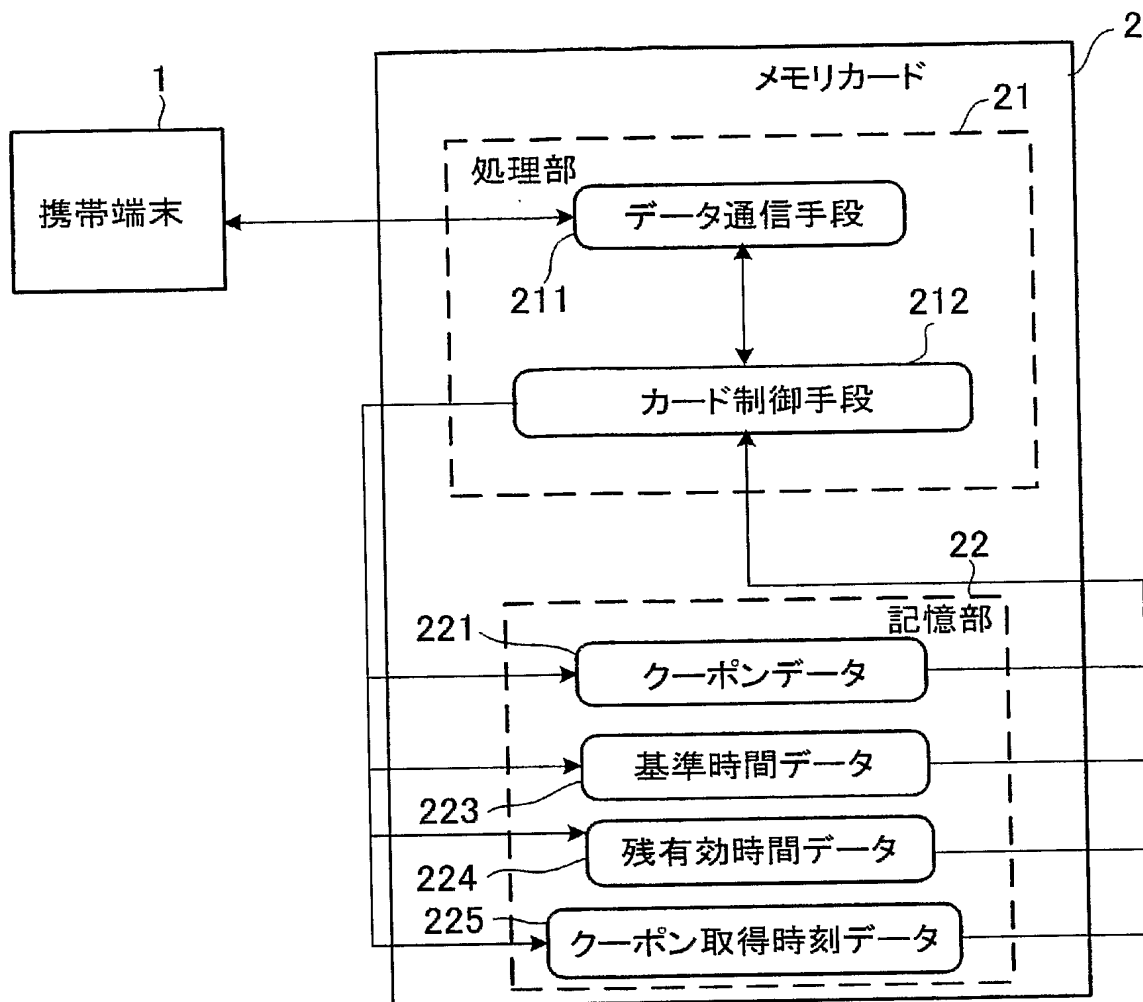 2
メモリカード
1
21
処理部
携帯端末
データ通信手段
211
212
カード制御手段
22
記憶部
221
クーポンデータ
基準時間データ
223
残有効時間データ
224
225
クーポン取得時刻データ